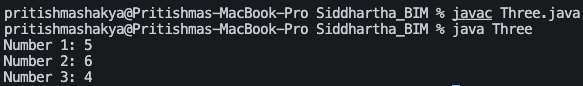 pritishmashakya@Pritishmas-MacBook-Pro Siddhartha_BIM % javac Three.java
pritishmashakya@Pritishmas-MacBook-Pro Siddhartha_BIM % java Three
Number 1: 5
Number 2: 6
Number 3: 4